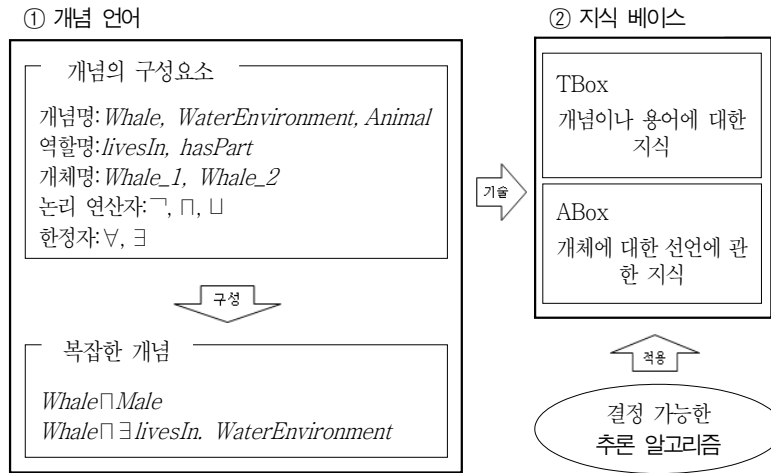 ① 개념 언어
개념의 구성요소
개념명: Whale, WaterEnvironment, Animal
역할명: livesIn, hasPart
개체명: Whale_1, Whale_2
논리 연산자: ￢, ⊓, ⊔
한정자: ∀, ∃
구성
복잡한 개념
Whale⊓Male
Whale⊓∃livesIn. WaterEnvironment
기술
② 지식 베이스
TBox
개념이나 용어에 대한
지식
ABox
개체에 대한 선언에 관
한 지식
적용
결정 가능한
추론 알고리즘